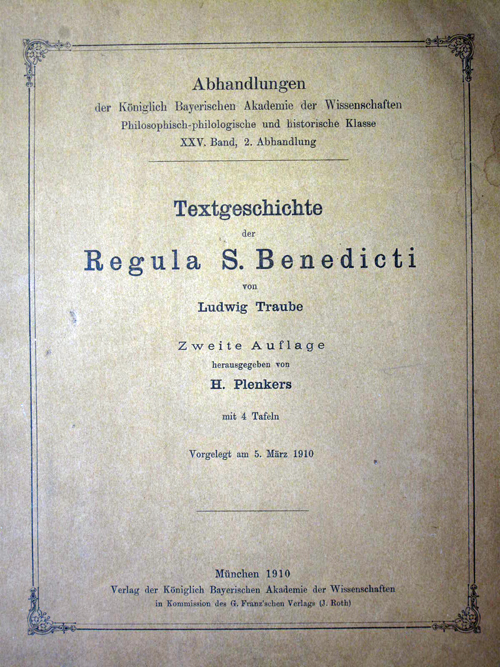 Abhandlungen
der Königlich Bayerischen Akademie der Wissenschaften
Philosophisch-philologische und historische Klasse
XXV. Band, 2. Abhandlung
Textgeschichte
der
Regula S. Benedicti
von
Ludwig Traube
Zweite Auflage
herausgegeben von
H. Plenkers
mit 4 Tafeln
Vorgelegt am 5. März 1910
München 1910
Verlag der Königlich Bayerischen Akademie der Wissenschaften
in Kommission des G. Franz'schen Verlags (J. Roth)